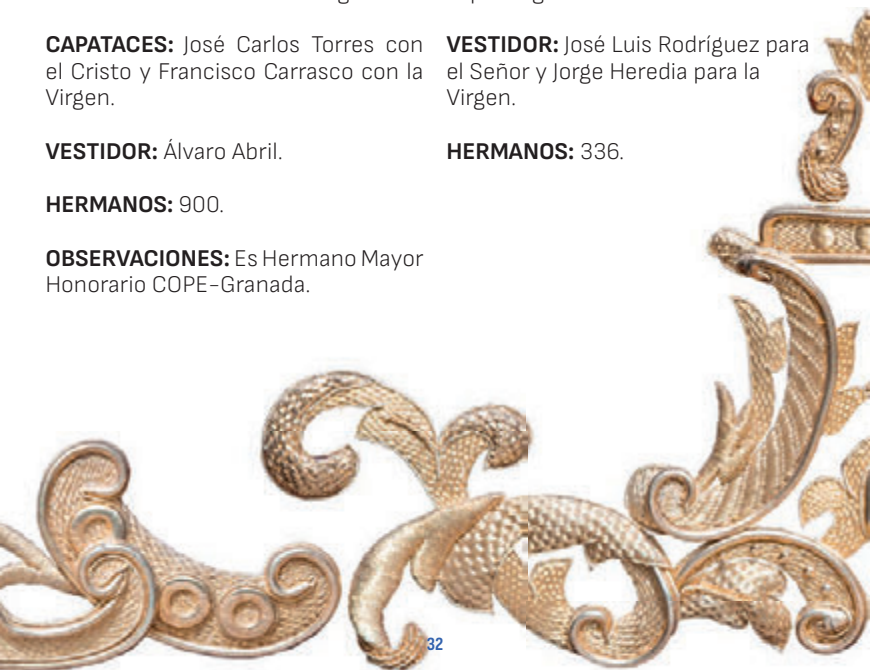 CAPATACES: José Carlos Torres con
el Cristo y Francisco Carrasco con la
Virgen.
VESTIDOR: Álvaro Abril.
HERMANOS: 900.
OBSERVACIONES: Es Hermano Mayor
Honorario COPE-Granada.
VESTIDOR: José Luis Rodríguez para
el Señor y Jorge Heredia para la
Virgen.
HERMANOS: 336.
32